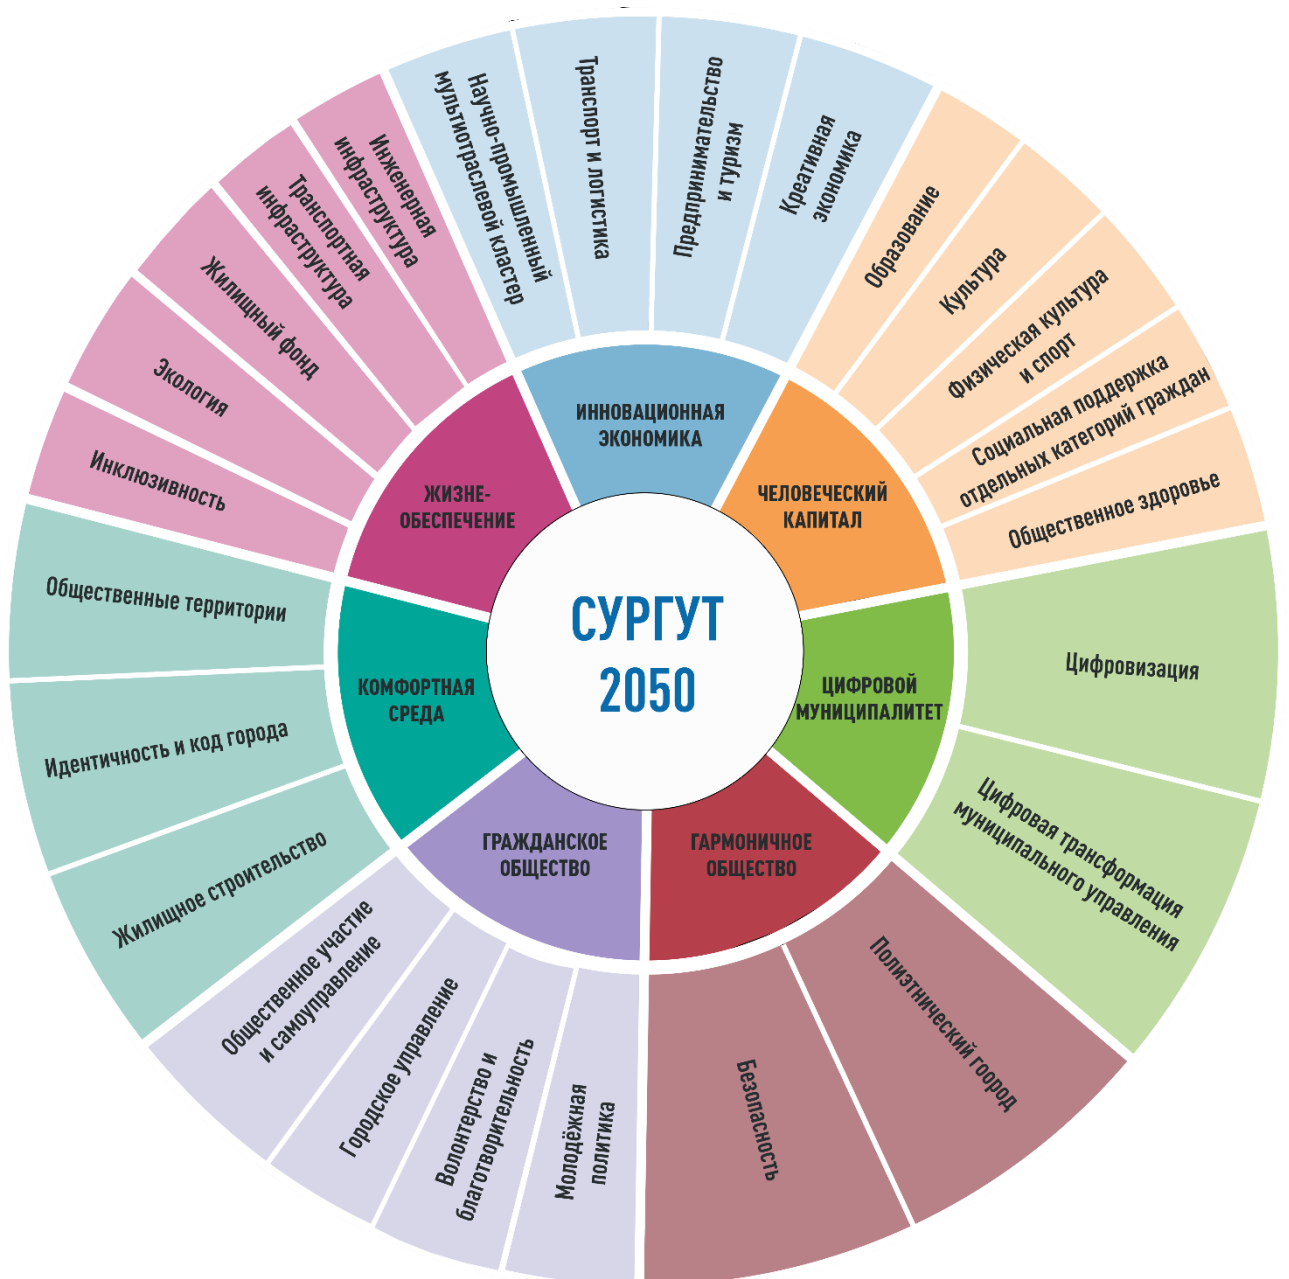 СУРГУТ
2050
ИННОВАЦИОННАЯ
ЭКОНОМИКА
Научно-промышленный
мультиотраслевой кластер
Транспорт и логистика
Предпринимательство
и туризм
Креативная
экономика
ЧЕЛОВЕЧЕСКИЙ
КАПИТАЛ
Образование
Культура
Физическая культура
и спорт
Социальная поддержка
отдельных категорий граждан
Общественное здоровье
ЦИФРОВОЙ
МУНИЦИПАЛИТЕТ
Цифровизация
Цифровая трансформация
муниципального управления
ГАРМОНИЧНОЕ
ОБЩЕСТВО
Полиэтнический гоород
Безопасность
ГРАЖДАНСКОЕ
ОБЩЕСТВО
Молодёжная
политика
Волонтерство и
благотворительность
Городское управление
Общественное участие
и самоуправление
КОМФОРТНАЯ
СРЕДА
Жилищное строительство
Идентичность и код города
Общественные территории
ЖИЗНЕ-
ОБЕСПЕЧЕНИЕ
Инклюзивность
Экология
Жилищный фонд
Транспортная
инфраструктура
Инженерная
инфраструктура